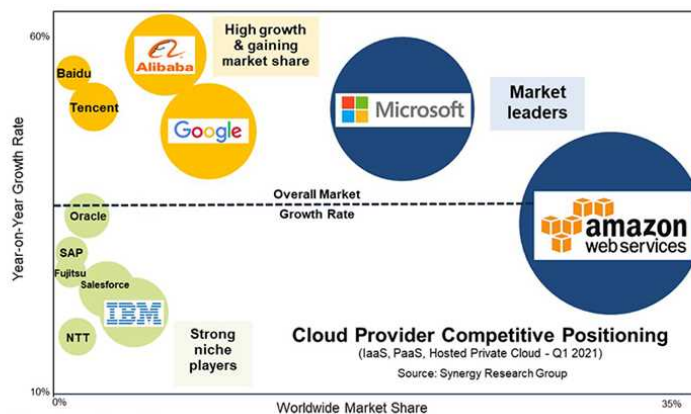 60%
Year-on-Year Growth Rate
Baidu
Tencent
Alibaba
Google
High growth
& gaining
market share
Microsoft
Market
leaders
Overall Market
Growth Rate
amazon
web services
Oracle
SAP
Fujitsu
Salesforce
IBM
NTT
Strong
niche
players
Cloud Provider Competitive Positioning
(IaaS, PaaS, Hosted Private Cloud - Q1 2021)
Source: Synergy Research Group
10%
0%
Worldwide Market Share
35%